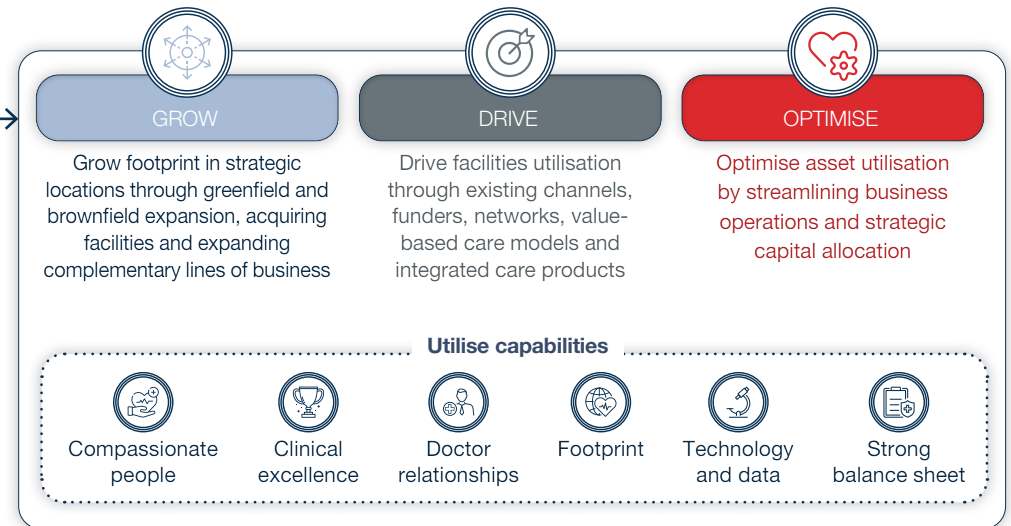 GROW
Grow footprint in strategic
locations through greenfield and
brownfield expansion, acquiring
facilities and expanding
complementary lines of business
DRIVE
Drive facilities utilisation
through existing channels,
funders, networks, value-
based care models and
integrated care products
OPTIMISE
Optimise asset utilisation
by streamlining business
operations and strategic
capital allocation
Utilise capabilities
Compassionate
people
Clinical
excellence
Doctor
relationships
Footprint
Technology
and data
Strong
balance sheet